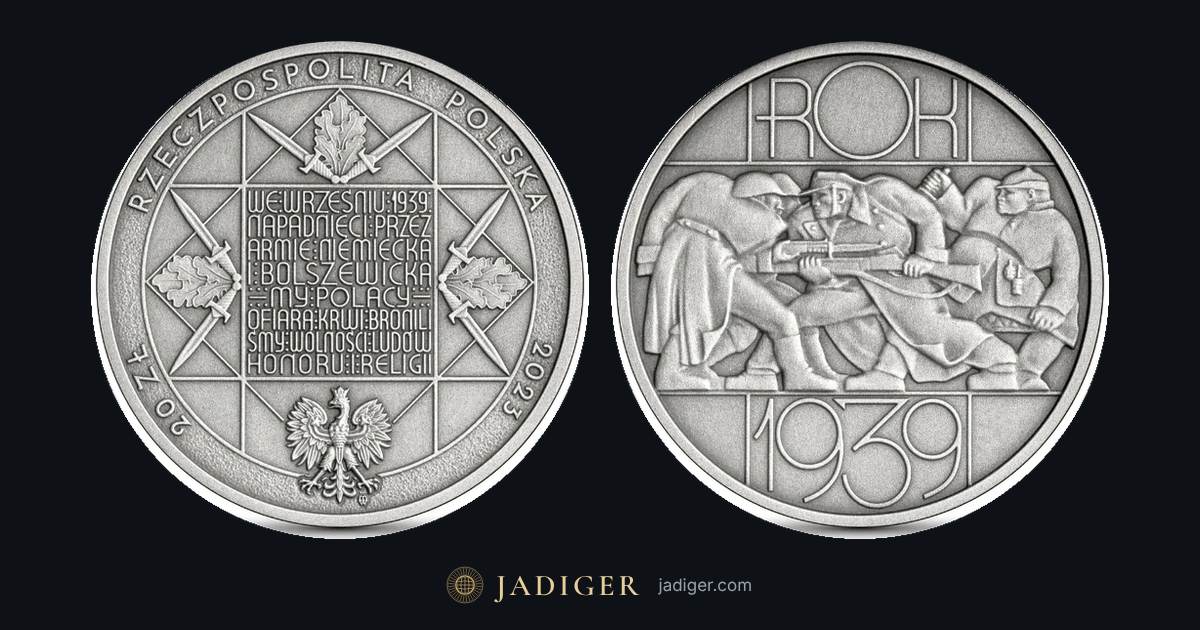 RZECZPOSPOLITA POLSKA
WE:WRZEŚNIU:1939:
NAPADNIĘCI:PRZEZ
ARMIĘ:NIEMIECKĄ
I:BOLSZEWICKĄ
MY:POLACY
OFIARĄ:KRWI:BRONILI
ŚMY:WOLNOŚCI:LUDÓW
HONORU:I:RELIGII
20 ZŁ
2023
ROK
1939
JADIGER
jadiger.com